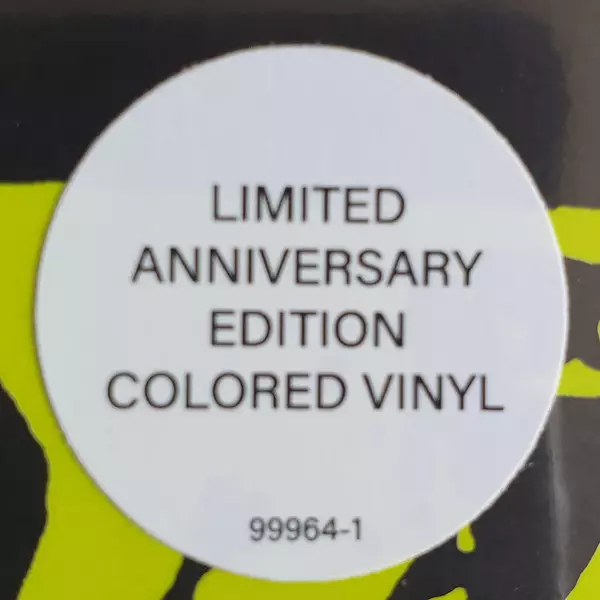 LIMITED
ANNIVERSARY
EDITION
COLORED VINYL
99964-1